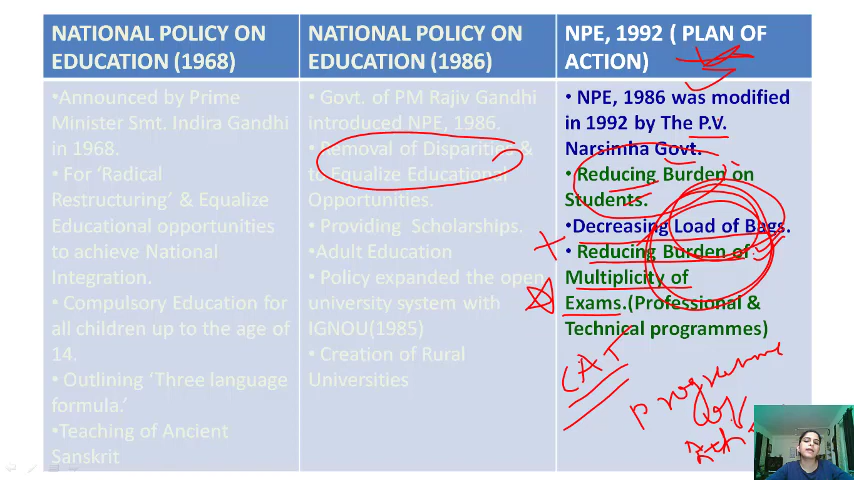 NATIONAL POLICY ON
EDUCATION (1968)
•Announced by Prime
Minister Smt. Indira Gandhi
in 1968.
• For ‘Radical
Restructuring’ & Equalize
Educational opportunities
to achieve National
Integration.
• Compulsory Education for
all children up to the age of
14.
• Outlining ‘Three language
formula.’
•Teaching of Ancient
Sanskrit
NATIONAL POLICY ON
EDUCATION (1986)
• Govt. of PM Rajiv Gandhi
introduced NPE, 1986.
• Removal of Disparities &
to Equalize Educational
Opportunities.
• Providing Scholarships.
•Adult Education
• Policy expanded the open
university system with
IGNOU(1985)
• Creation of Rural
Universities
NPE, 1992 ( PLAN OF
ACTION)
• NPE, 1986 was modified
in 1992 by The P.V.
Narsimha Govt.
• Reducing Burden on
Students.
•Decreasing Load of Bags.
• Reducing Burden of
Multiplicity of
Exams.(Professional &
Technical programmes)
CAT
programme
of